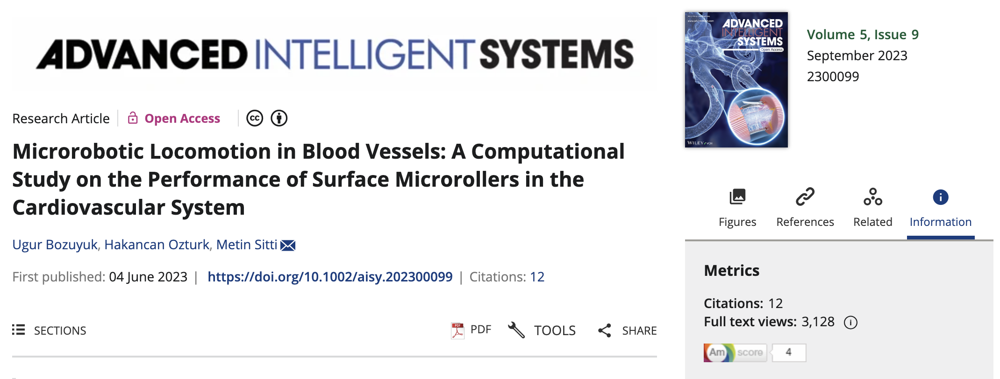 ADVANCED INTELLIGENT SYSTEMS
Research Article
Open Access
cc
Microrobotic Locomotion in Blood Vessels: A Computational
Study on the Performance of Surface Microrollers in the
Cardiovascular System
Ugur Bozuyuk, Hakancan Ozturk, Metin Sitti
First published: 04 June 2023 | https://doi.org/10.1002/aisy.202300099 | Citations: 12
SECTIONS
PDF
PDF
TOOLS
SHARE
ADVANCED
INTELLIGENT
SYSTEMS
Open Access
WILEY-VCH
Volume 5, Issue 9
September 2023
2300099
Figures
References
Related
Information
Metrics
Citations: 12
Full text views: 3,128
Am score 4